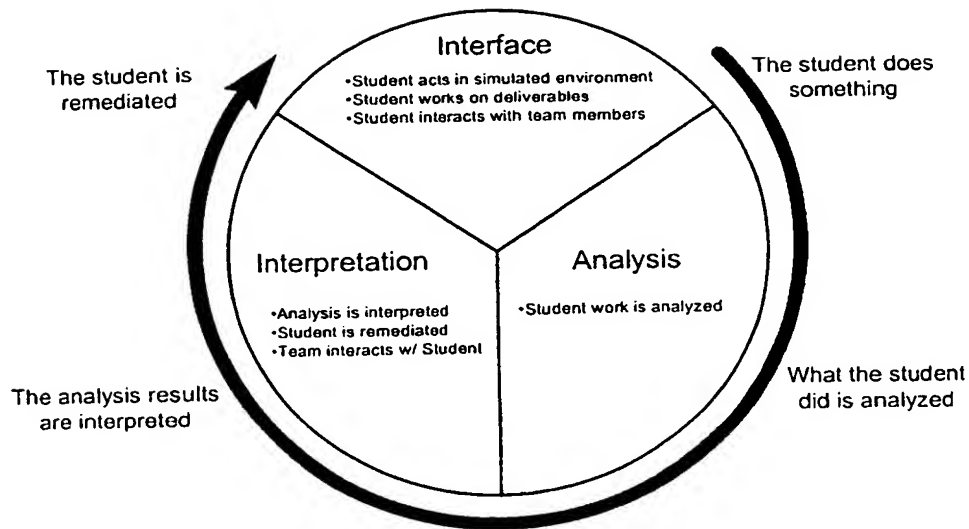 Interface
•Student acts in simulated environment
•Student works on deliverables
•Student interacts with team members
The student is
remediated
The student does
something
Interpretation
•Analysis is interpreted
•Student is remediated
•Team interacts w/ Student
Analysis
•Student work is analyzed
The analysis results
are interpreted
What the student
did is analyzed